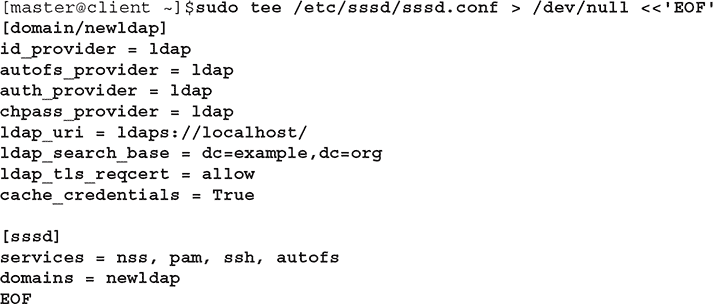 [master@client ~]$sudo tee /etc/sssd/sssd.conf > /dev/null <<'EOF'
[domain/newldap]
id_provider = ldap
autofs_provider = ldap
auth_provider = ldap
chpass_provider = ldap
ldap_uri = ldaps://localhost/
ldap_search_base = dc=example,dc=org
ldap_tls_reqcert = allow
cache_credentials = True

[sssd]
services = nss, pam, ssh, autofs
domains = newldap
EOF